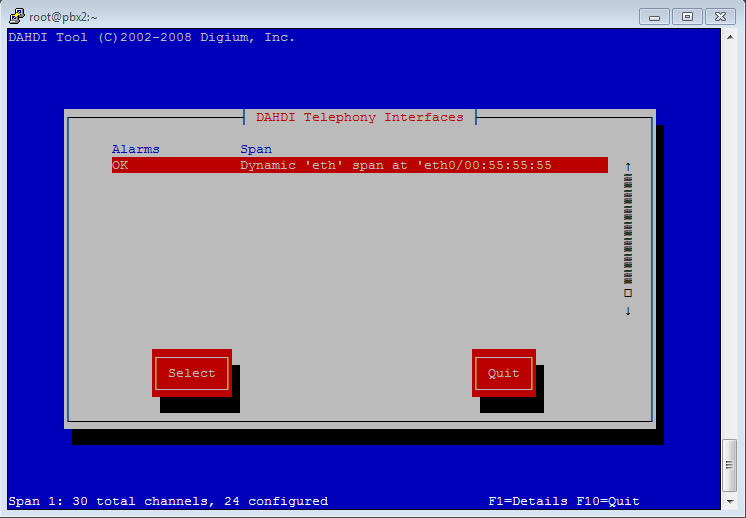 root@pbx2:~
DAHDI Tool (C)2002-2008 Digium, Inc.
DAHDI Telephony Interfaces
Alarms Span
OK Dynamic 'eth' span at 'eth0/00:55:55:55
Select Quit
Span 1: 30 total channels, 24 configured F1=Details F10=Quit